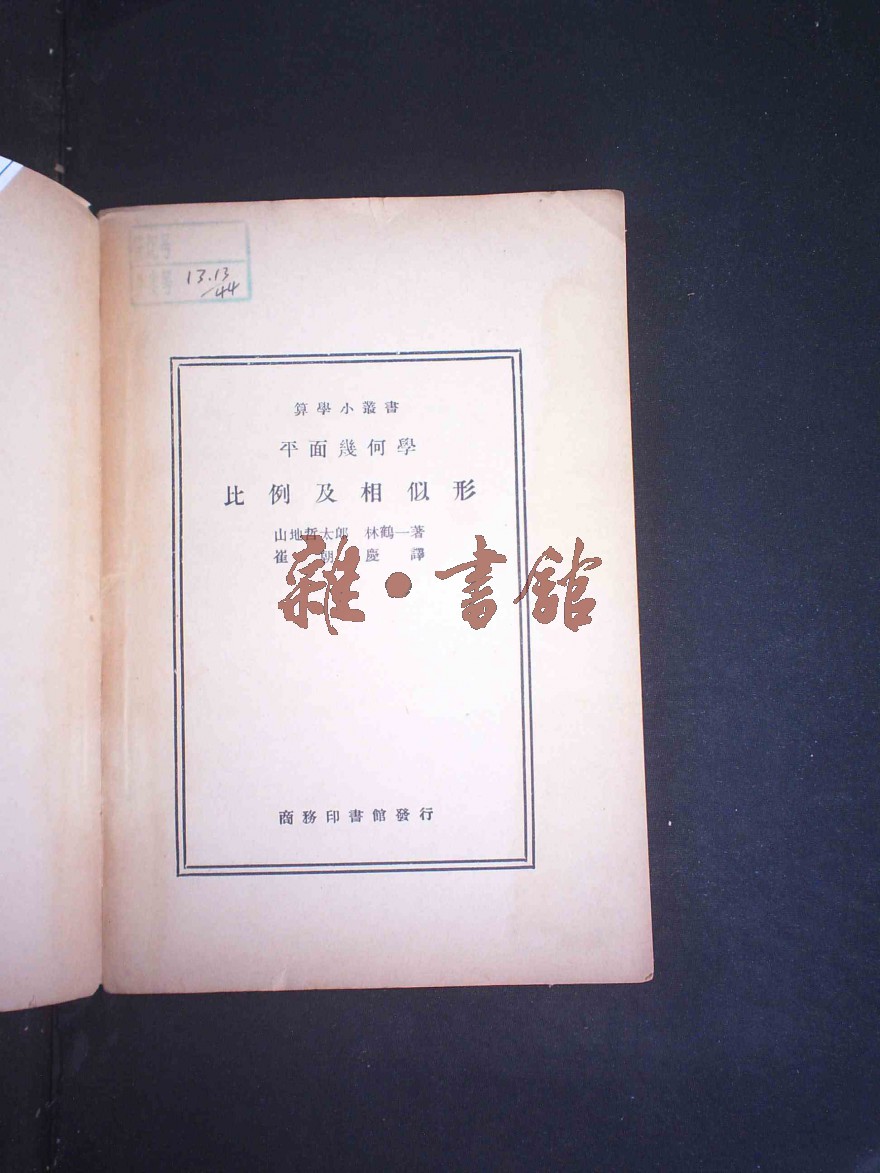 13.13
/44
算學小叢書
平面幾何學
比例及相似形
山地哲太郎 林鶴一著
崔朝慶譯
雜·書館
商務印書館發行